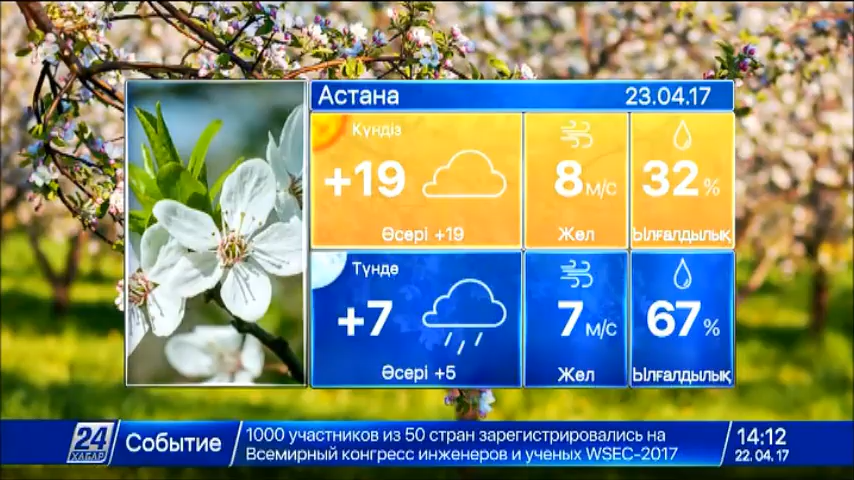 Астана 23.04.17
Күндіз
+19 8 м/с 32 %
Әсері +19 Жел Ылғалдылық
Түнде
+7 7 м/с 67 %
Әсері +5 Жел Ылғалдылық
24 ХАБАР Событие 1000 участников из 50 стран зарегистрировались на
Всемирный конгресс инженеров и ученых WSEC-2017
14:12
22.04.17